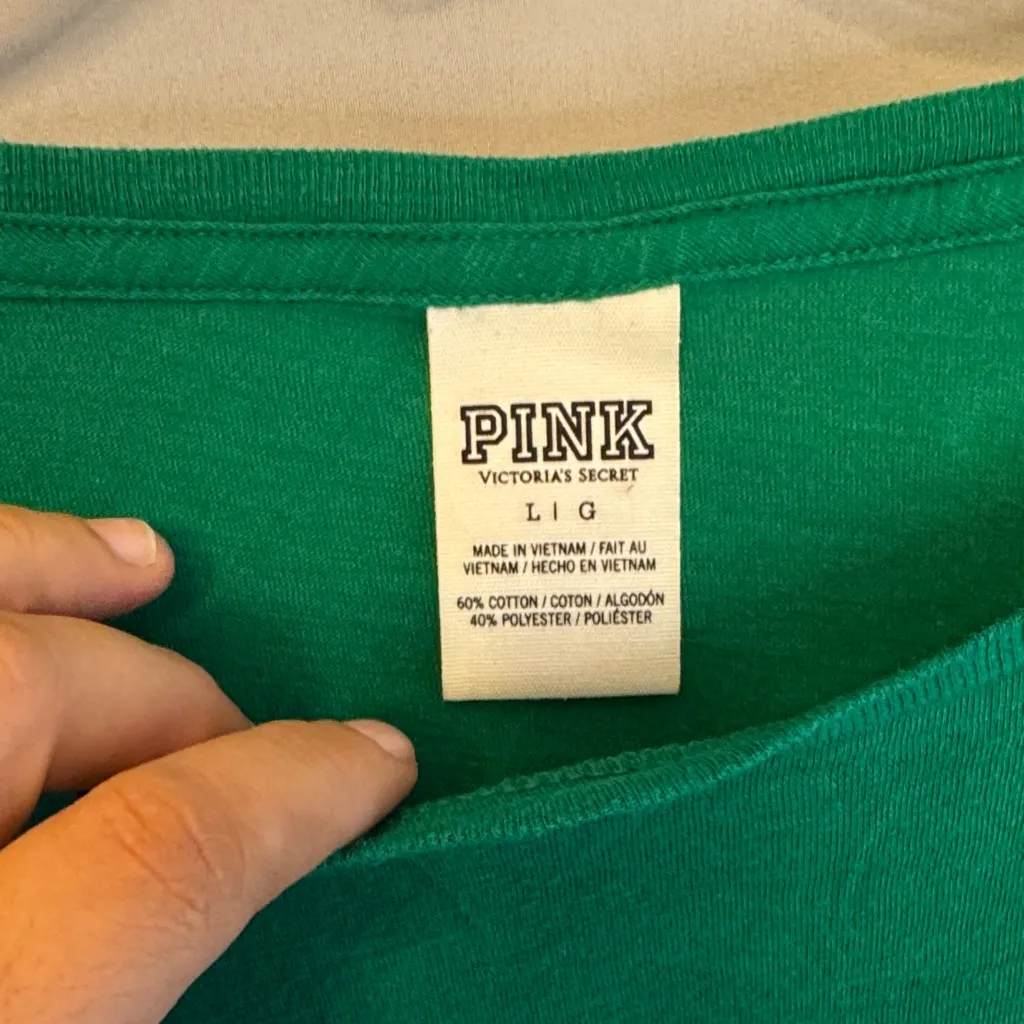 PINK
VICTORIA'S SECRET
L | G
MADE IN VIETNAM / FAIT AU
VIETNAM / HECHO EN VIETNAM
60% COTTON / COTON / ALGODÓN
40% POLYESTER / POLIÉSTER